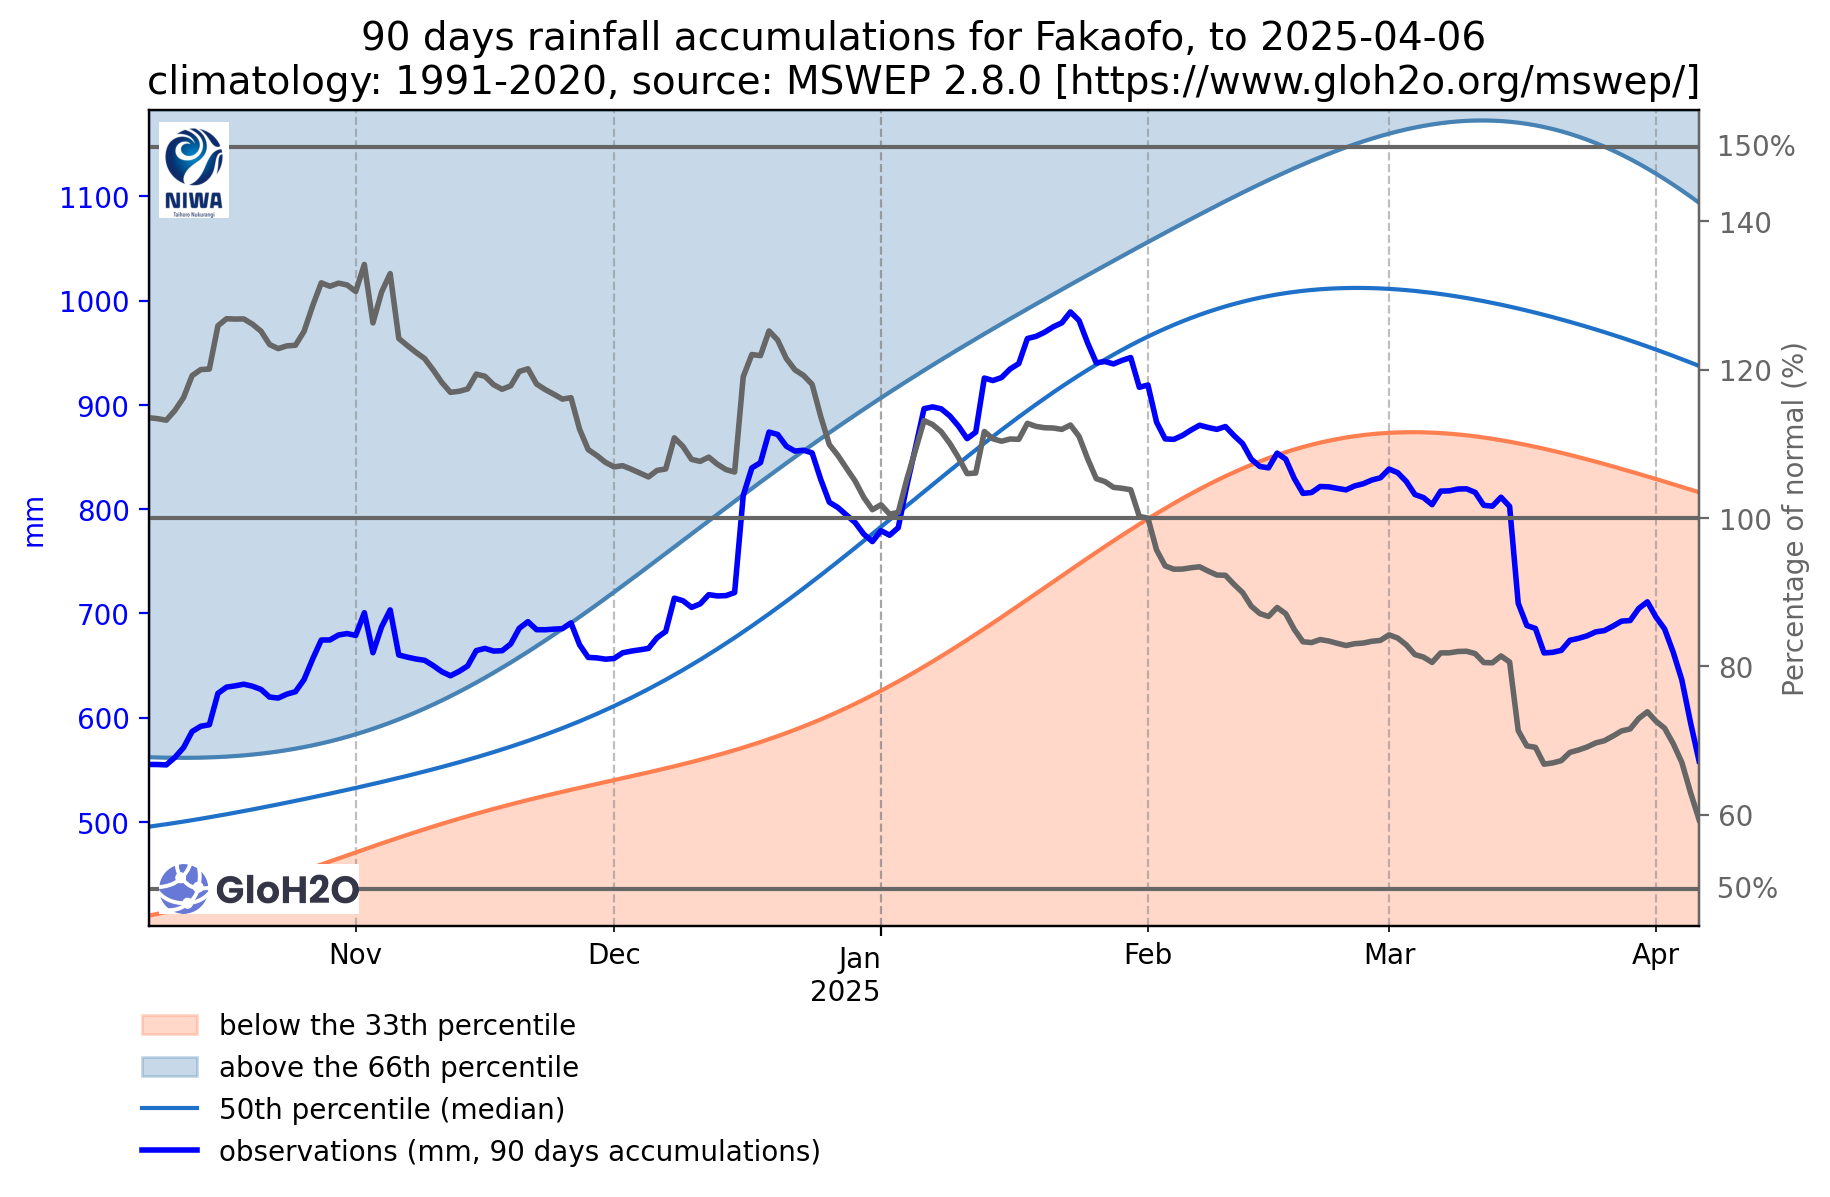 90 days rainfall accumulations for Fakaofo, to 2025-04-06
climatology: 1991-2020, source: MSWEP 2.8.0 [https://www.gloh2o.org/mswep/]
NIWA
Taihoro Nukurangi
1100
1000
900
800
700
600
500
mm
150%
140
120
100
80
60
50%
Percentage of normal (%)
GloH2O
Nov
Dec
Jan
2025
Feb
Mar
Apr
below the 33th percentile
above the 66th percentile
50th percentile (median)
observations (mm, 90 days accumulations)